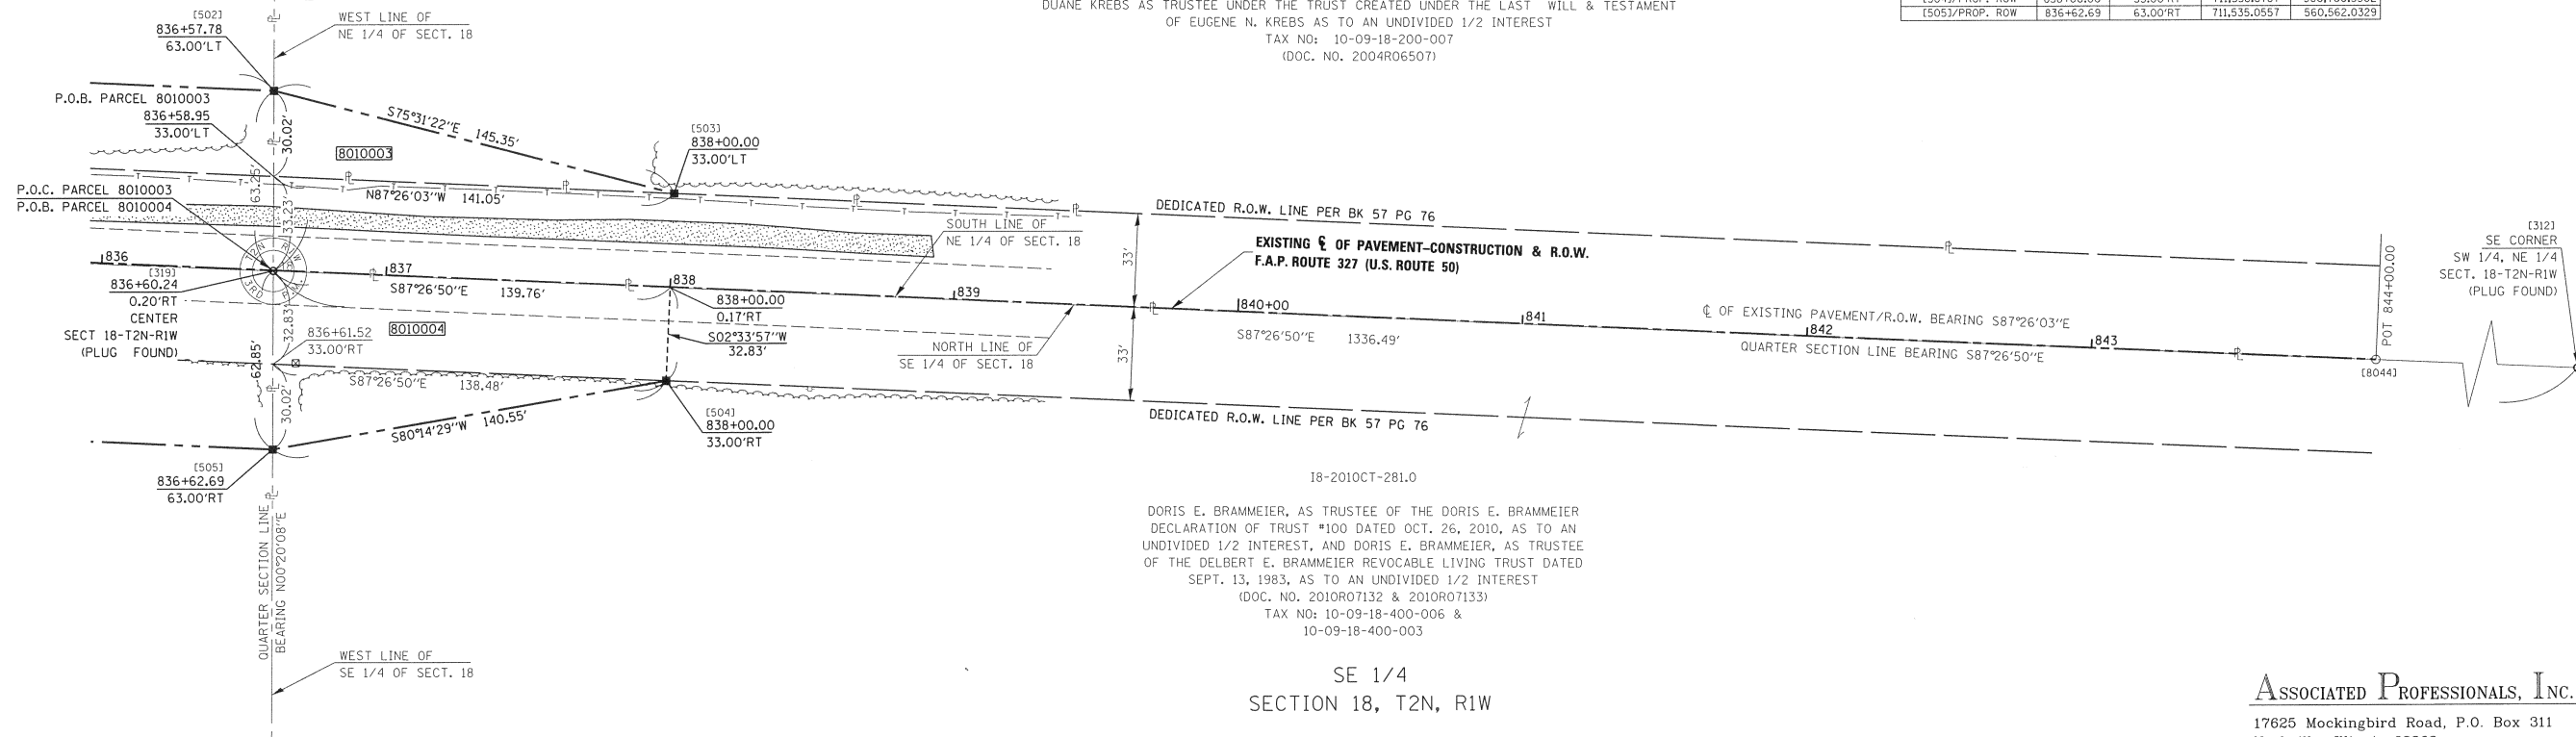 [502]
836+57.78
63.00'LT
WEST LINE OF
NE 1/4 OF SECT. 18
DUANE KREBS AS TRUSTEE UNDER THE TRUST CREATED UNDER THE LAST WILL & TESTAMENT
OF EUGENE N. KREBS AS TO AN UNDIVIDED 1/2 INTEREST
TAX NO: 10-09-18-200-007
(DOC. NO. 2004R06507)
[505]/PROP. ROW 836+62.69 63.00'RT 711,535.0557 560,562.0329
P.O.B. PARCEL 8010003
836+58.95
33.00'LT
30.02'
S75°31'22"E 145.35'
8010003
[503]
838+00.00
33.00'LT
P.O.C. PARCEL 8010003
P.O.B. PARCEL 8010004
63.25'
33.23'
N87°26'03"W 141.05'
DEDICATED R.O.W. LINE PER BK 57 PG 76
SOUTH LINE OF
NE 1/4 OF SECT. 18
33'
EXISTING ℄ OF PAVEMENT-CONSTRUCTION & R.O.W.
F.A.P. ROUTE 327 (U.S. ROUTE 50)
[312]
SE CORNER
SW 1/4, NE 1/4
SECT. 18-T2N-R1W
(PLUG FOUND)
POT 844+00.00
836
T2N R1W
18
3RD P.M.
837
838
839
840+00
841
842
843
[319]
836+60.24
0.20'RT
CENTER
SECT 18-T2N-R1W
(PLUG FOUND)
S87°26'50"E 139.76'
838+00.00
0.17'RT
S02°33'57"W
32.83'
℄ OF EXISTING PAVEMENT/R.O.W. BEARING S87°26'03"E
S87°26'50"E 1336.49'
QUARTER SECTION LINE BEARING S87°26'50"E
[8044]
32.83'
836+61.52
33.00'RT
8010004
62.85'
NORTH LINE OF
SE 1/4 OF SECT. 18
33'
S87°26'50"E 138.48'
30.02'
S80°14'29"W 140.55'
[504]
838+00.00
33.00'RT
DEDICATED R.O.W. LINE PER BK 57 PG 76
[505]
836+62.69
63.00'RT
QUARTER SECTION LINE
BEARING N00°20'08"E
I8-2010CT-281.0
DORIS E. BRAMMEIER, AS TRUSTEE OF THE DORIS E. BRAMMEIER
DECLARATION OF TRUST #100 DATED OCT. 26, 2010, AS TO AN
UNDIVIDED 1/2 INTEREST, AND DORIS E. BRAMMEIER, AS TRUSTEE
OF THE DELBERT E. BRAMMEIER REVOCABLE LIVING TRUST DATED
SEPT. 13, 1983, AS TO AN UNDIVIDED 1/2 INTEREST
(DOC. NO. 2010R07132 & 2010R07133)
TAX NO: 10-09-18-400-006 &
10-09-18-400-003
WEST LINE OF
SE 1/4 OF SECT. 18
SE 1/4
SECTION 18, T2N, R1W
ASSOCIATED PROFESSIONALS, INC.
17625 Mockingbird Road, P.O. Box 311